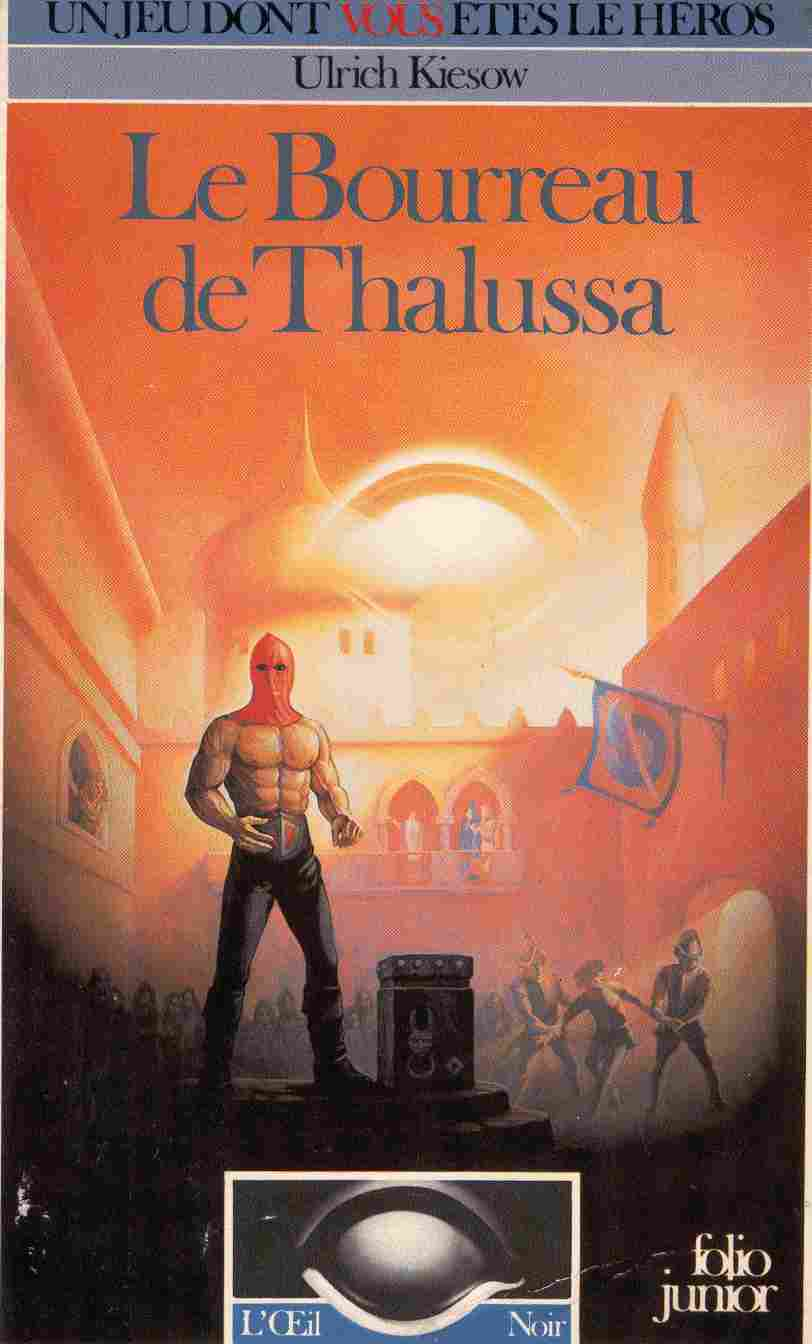 UN JEU DONT VOUS ÊTES LE HÉROS
Ulrich Kiesow
Le Bourreau
de Thalussa
L'Œil Noir
folio
junior